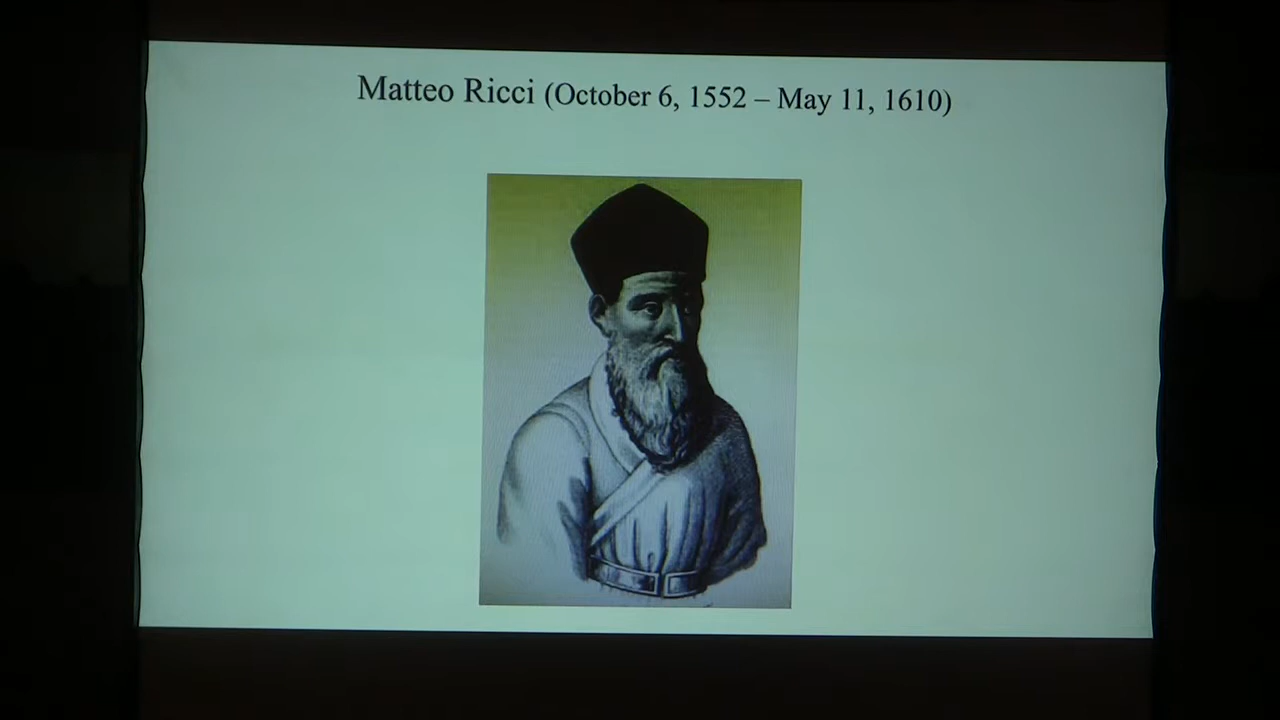 Matteo Ricci (October 6, 1552 – May 11, 1610)